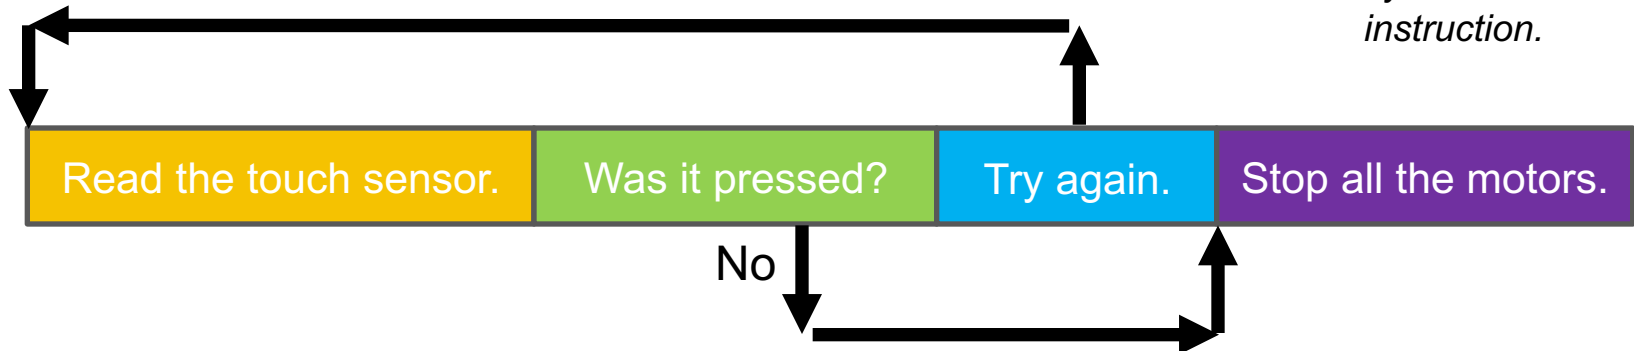 instruction.
Read the touch sensor. Was it pressed? Try again. Stop all the motors.
No